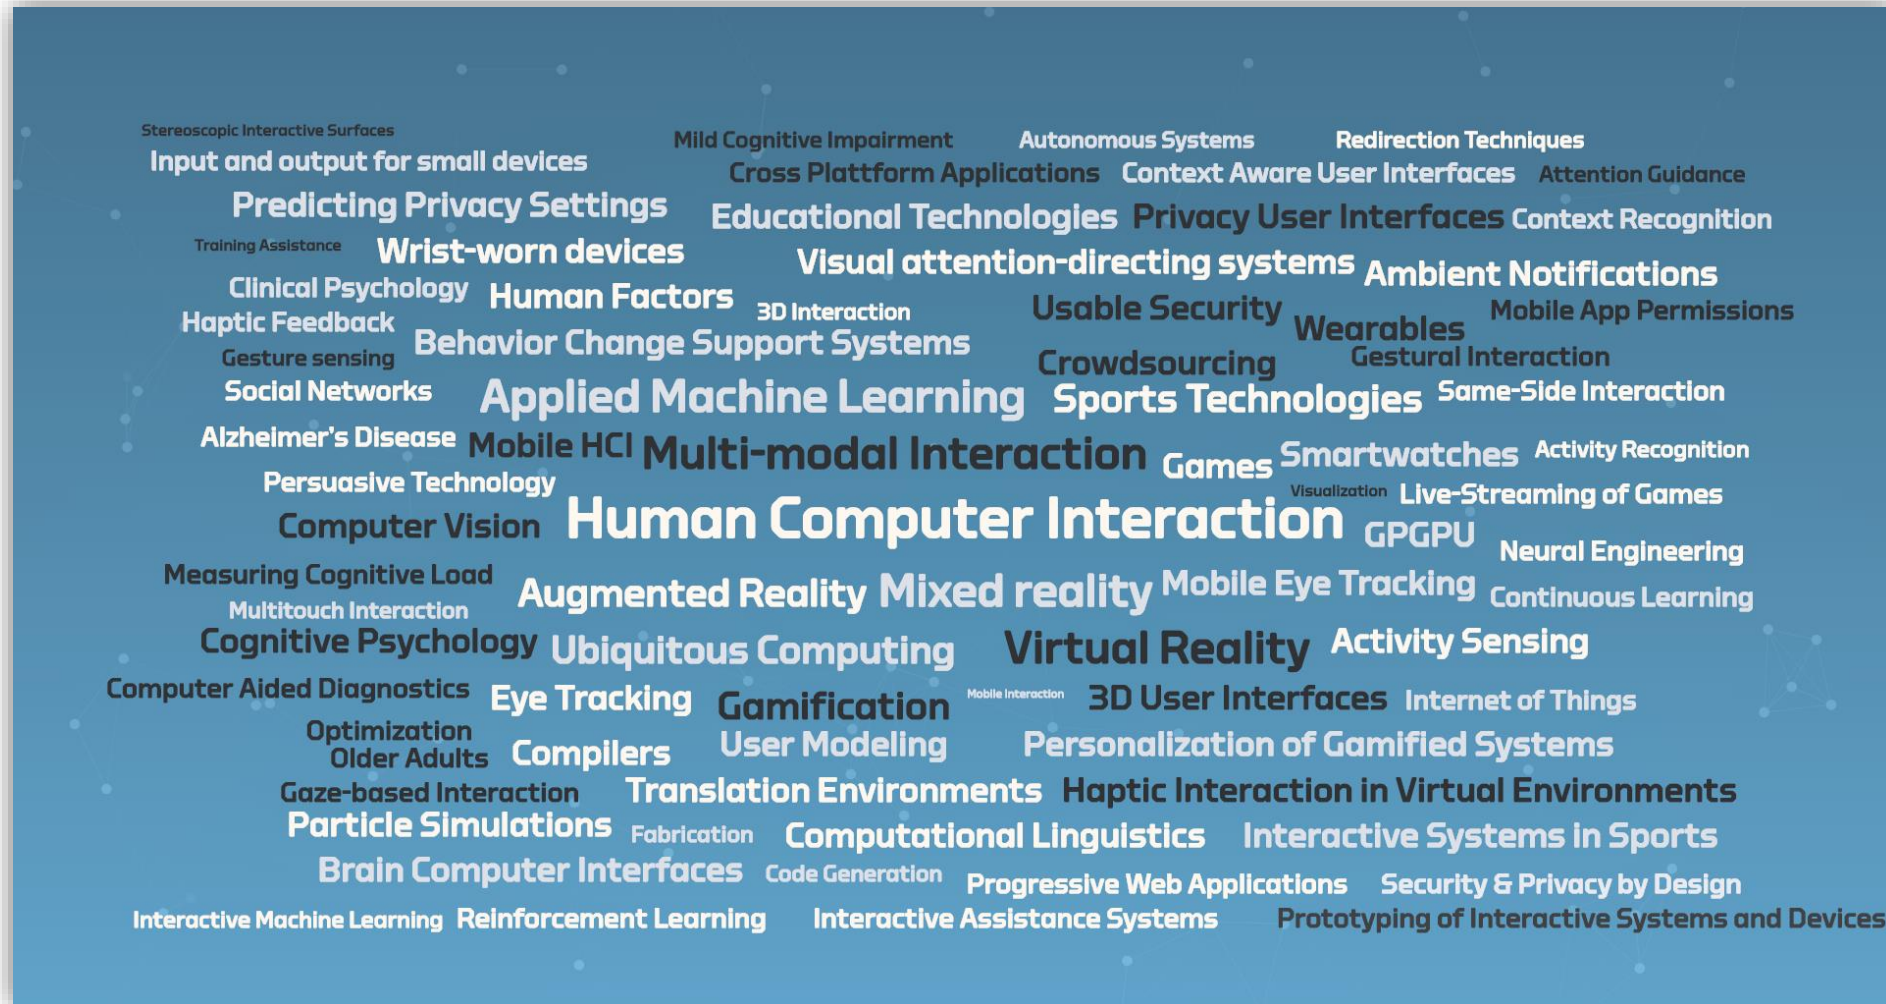 Stereoscopic Interactive Surfaces
Mild Cognitive Impairment Autonomous Systems Redirection Techniques
Input and output for small devices Cross Plattform Applications Context Aware User Interfaces Attention Guidance
Predicting Privacy Settings Educational Technologies Privacy User Interfaces Context Recognition
Training Assistance Wrist-worn devices Visual attention-directing systems Ambient Notifications
Clinical Psychology Human Factors 3D Interaction Usable Security Wearables Mobile App Permissions
Haptic Feedback Behavior Change Support Systems
Gesture sensing Crowdsourcing Gestural Interaction
Social Networks Applied Machine Learning Sports Technologies Same-Side Interaction
Alzheimer's Disease Mobile HCI Multi-modal Interaction Games Smartwatches Activity Recognition
Persuasive Technology Visualization Live-Streaming of Games
Computer Vision Human Computer Interaction GPGPU Neural Engineering
Measuring Cognitive Load Augmented Reality Mixed reality Mobile Eye Tracking Continuous Learning
Multitouch Interaction
Cognitive Psychology Ubiquitous Computing Virtual Reality Activity Sensing
Computer Aided Diagnostics Eye Tracking Gamification Mobile Interaction 3D User Interfaces Internet of Things
Optimization
Older Adults Compilers User Modeling Personalization of Gamified Systems
Gaze-based Interaction Translation Environments Haptic Interaction in Virtual Environments
Particle Simulations Fabrication Computational Linguistics Interactive Systems in Sports
Brain Computer Interfaces Code Generation Progressive Web Applications Security & Privacy by Design
Interactive Machine Learning Reinforcement Learning Interactive Assistance Systems Prototyping of Interactive Systems and Devices